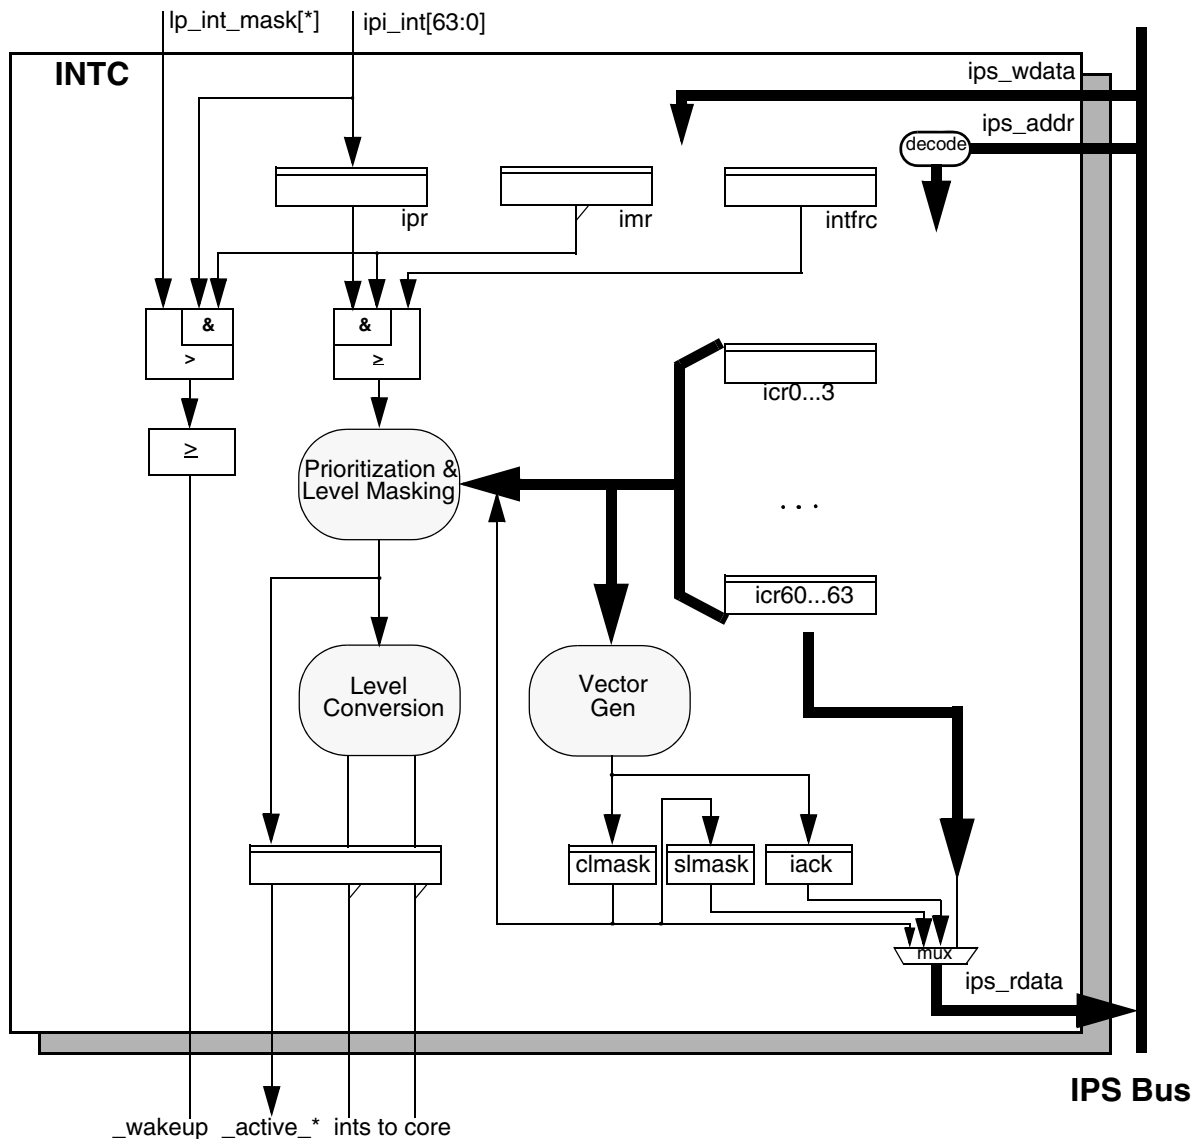 lp_int_mask[*]
ipi_int[63:0]
INTC
ips_wdata
ips_addr
decode
ipr
imr
intfrc
&
>
&
≥
≥
icr0...3
Prioritization &
Level Masking
. . .
icr60...63
Level
Conversion
Vector
Gen
clmask
slmask
iack
mux
ips_rdata
IPS Bus
_wakeup
_active_*
ints to core